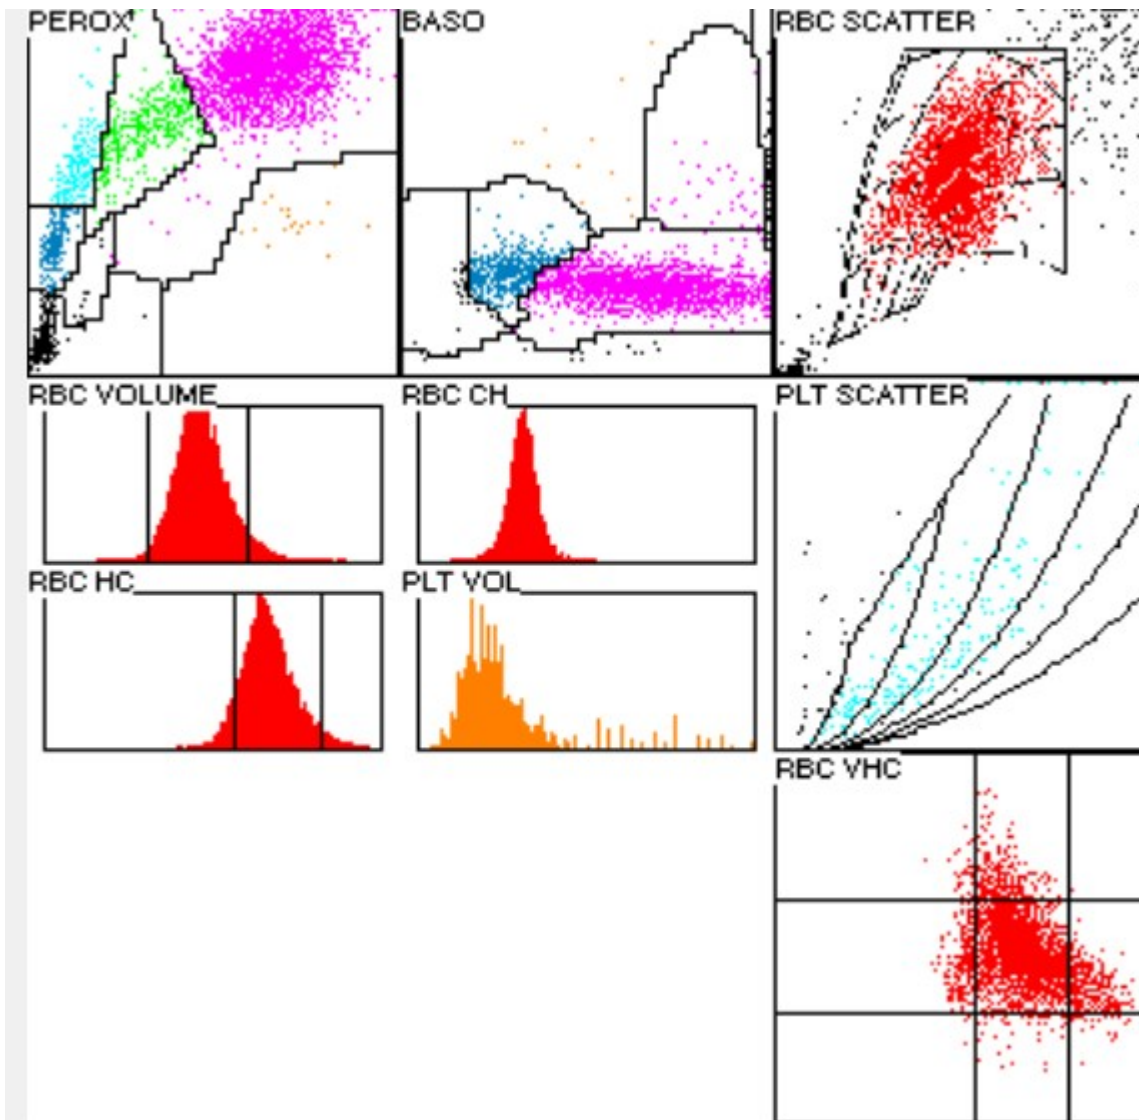 PEROX
BASO
RBC SCATTER
RBC VOLUME
RBC CH
PLT SCATTER
RBC HC
PLT VOL
RBC VHC